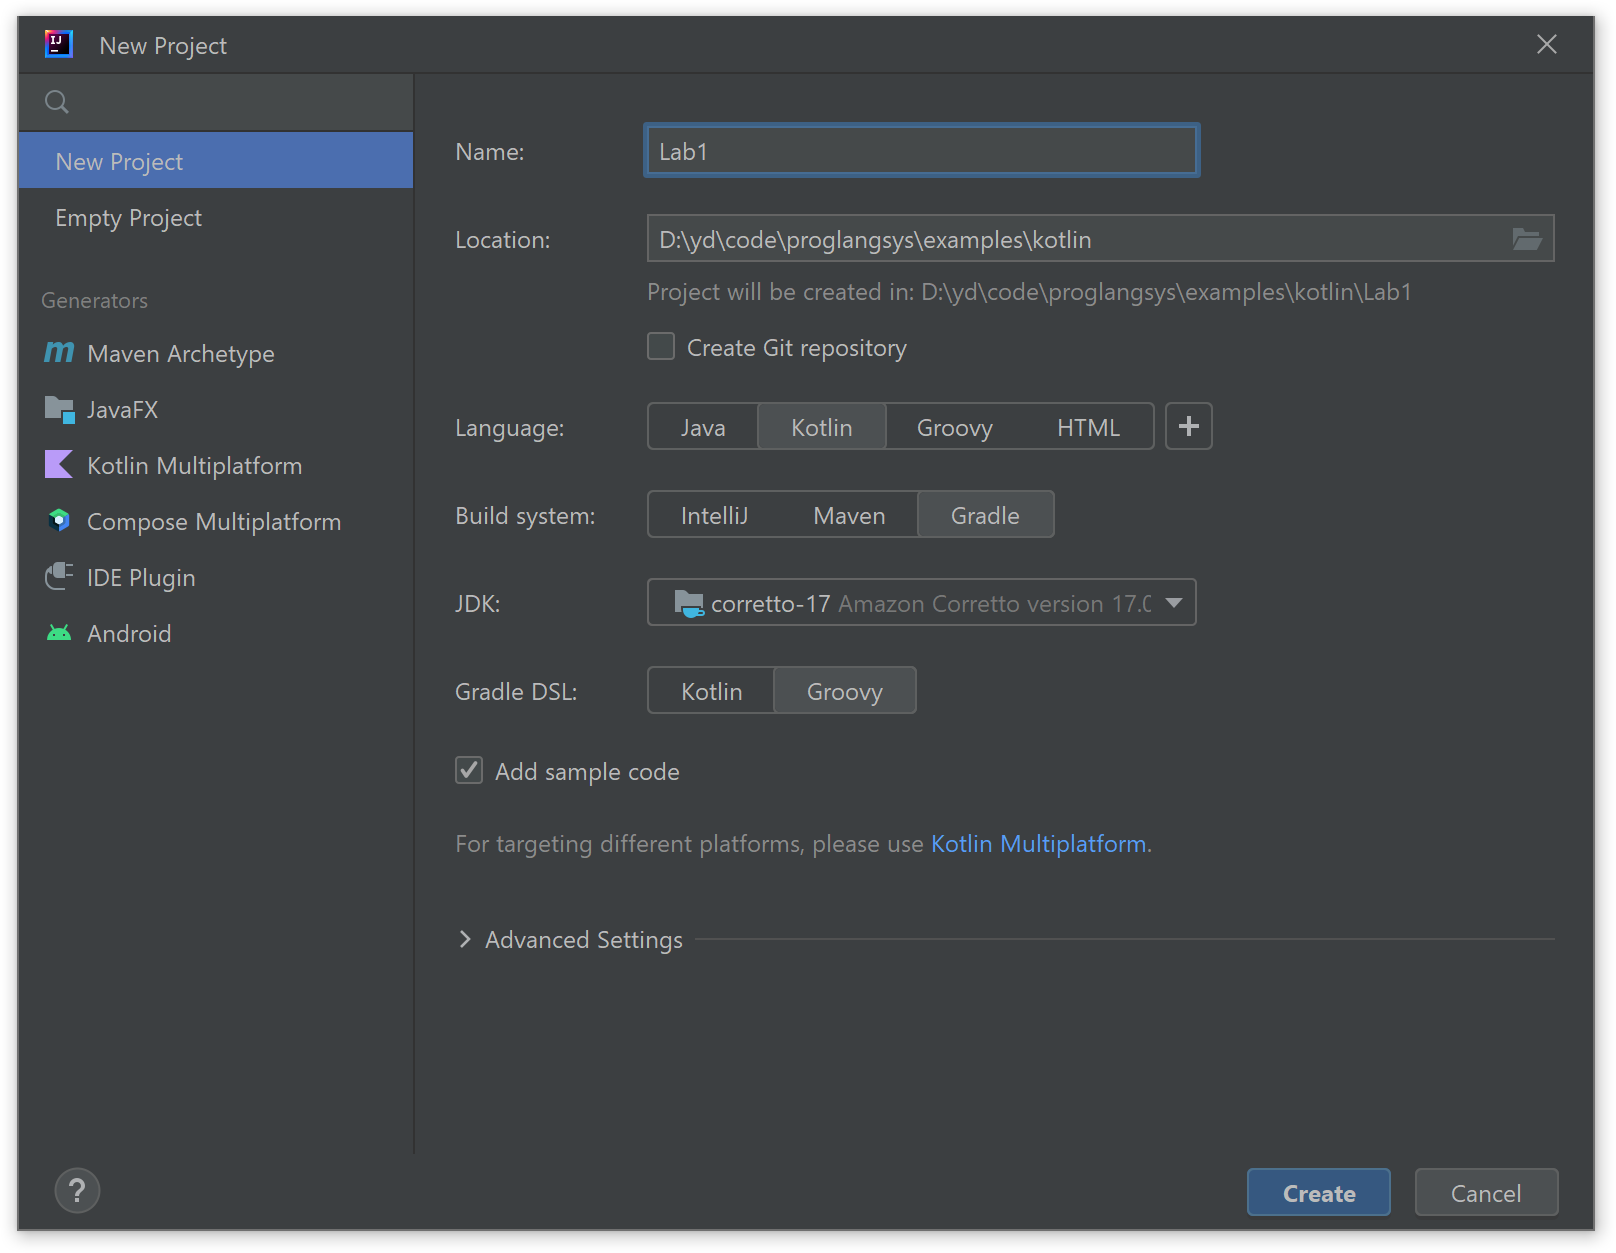 IJ
New Project
New Project
Empty Project
Generators
Maven Archetype
JavaFX
Kotlin Multiplatform
Compose Multiplatform
IDE Plugin
Android
Name:
Lab1
Location:
D:\yd\code\proglangsys\examples\kotlin
Project will be created in: D:\yd\code\proglangsys\examples\kotlin\Lab1
Create Git repository
Language:
Java Kotlin Groovy HTML +
Build system:
IntelliJ Maven Gradle
JDK:
corretto-17 Amazon Corretto version 17.0
Gradle DSL:
Kotlin Groovy
Add sample code
For targeting different platforms, please use Kotlin Multiplatform.
Advanced Settings
?
Create Cancel